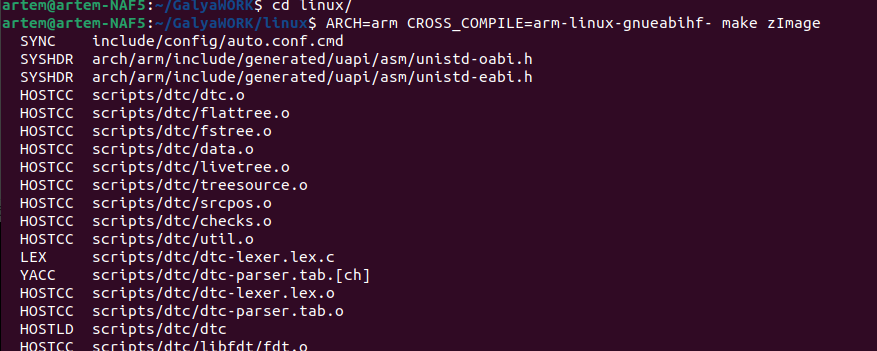 artem@artem-NAF5:~/GalyaWORK$ cd linux/
artem@artem-NAF5:~/GalyaWORK/linux$ ARCH=arm CROSS_COMPILE=arm-linux-gnueabihf- make zImage
  SYNC    include/config/auto.conf.cmd
  SYSHDR  arch/arm/include/generated/uapi/asm/unistd-oabi.h
  SYSHDR  arch/arm/include/generated/uapi/asm/unistd-eabi.h
  HOSTCC  scripts/dtc/dtc.o
  HOSTCC  scripts/dtc/flattree.o
  HOSTCC  scripts/dtc/fstree.o
  HOSTCC  scripts/dtc/data.o
  HOSTCC  scripts/dtc/livetree.o
  HOSTCC  scripts/dtc/treesource.o
  HOSTCC  scripts/dtc/srcpos.o
  HOSTCC  scripts/dtc/checks.o
  HOSTCC  scripts/dtc/util.o
  LEX     scripts/dtc/dtc-lexer.lex.c
  YACC    scripts/dtc/dtc-parser.tab.[ch]
  HOSTCC  scripts/dtc/dtc-lexer.lex.o
  HOSTCC  scripts/dtc/dtc-parser.tab.o
  HOSTLD  scripts/dtc/dtc
  HOSTCC  scripts/dtc/libfdt/fdt.o